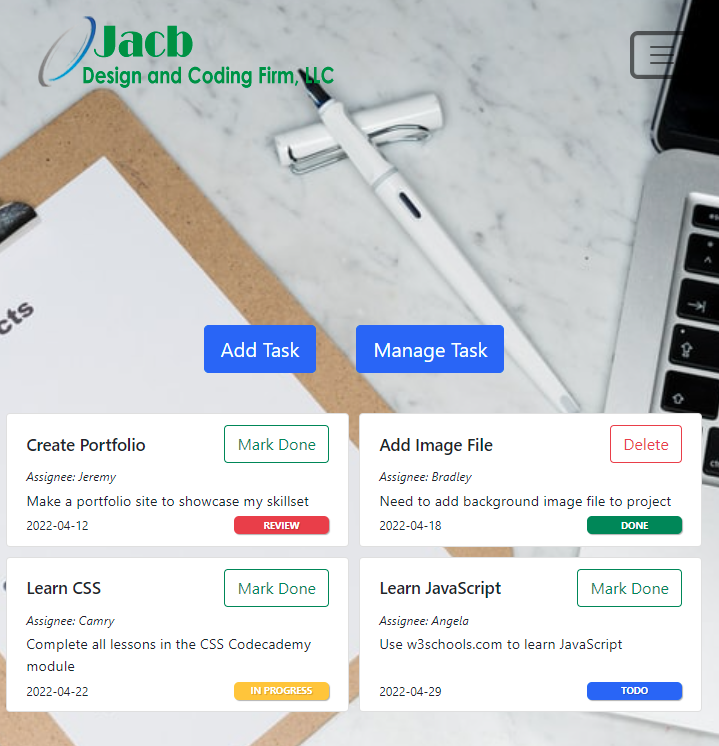 Jacb
Design and Coding Firm, LLC
cts
Add Task
Manage Task
Create Portfolio
Mark Done
Assignee: Jeremy
Make a portfolio site to showcase my skillset
2022-04-12
REVIEW
Add Image File
Delete
Assignee: Bradley
Need to add background image file to project
2022-04-18
DONE
Learn CSS
Mark Done
Assignee: Camry
Complete all lessons in the CSS Codecademy
module
2022-04-22
IN PROGRESS
Learn JavaScript
Mark Done
Assignee: Angela
Use w3schools.com to learn JavaScript
2022-04-29
TODO